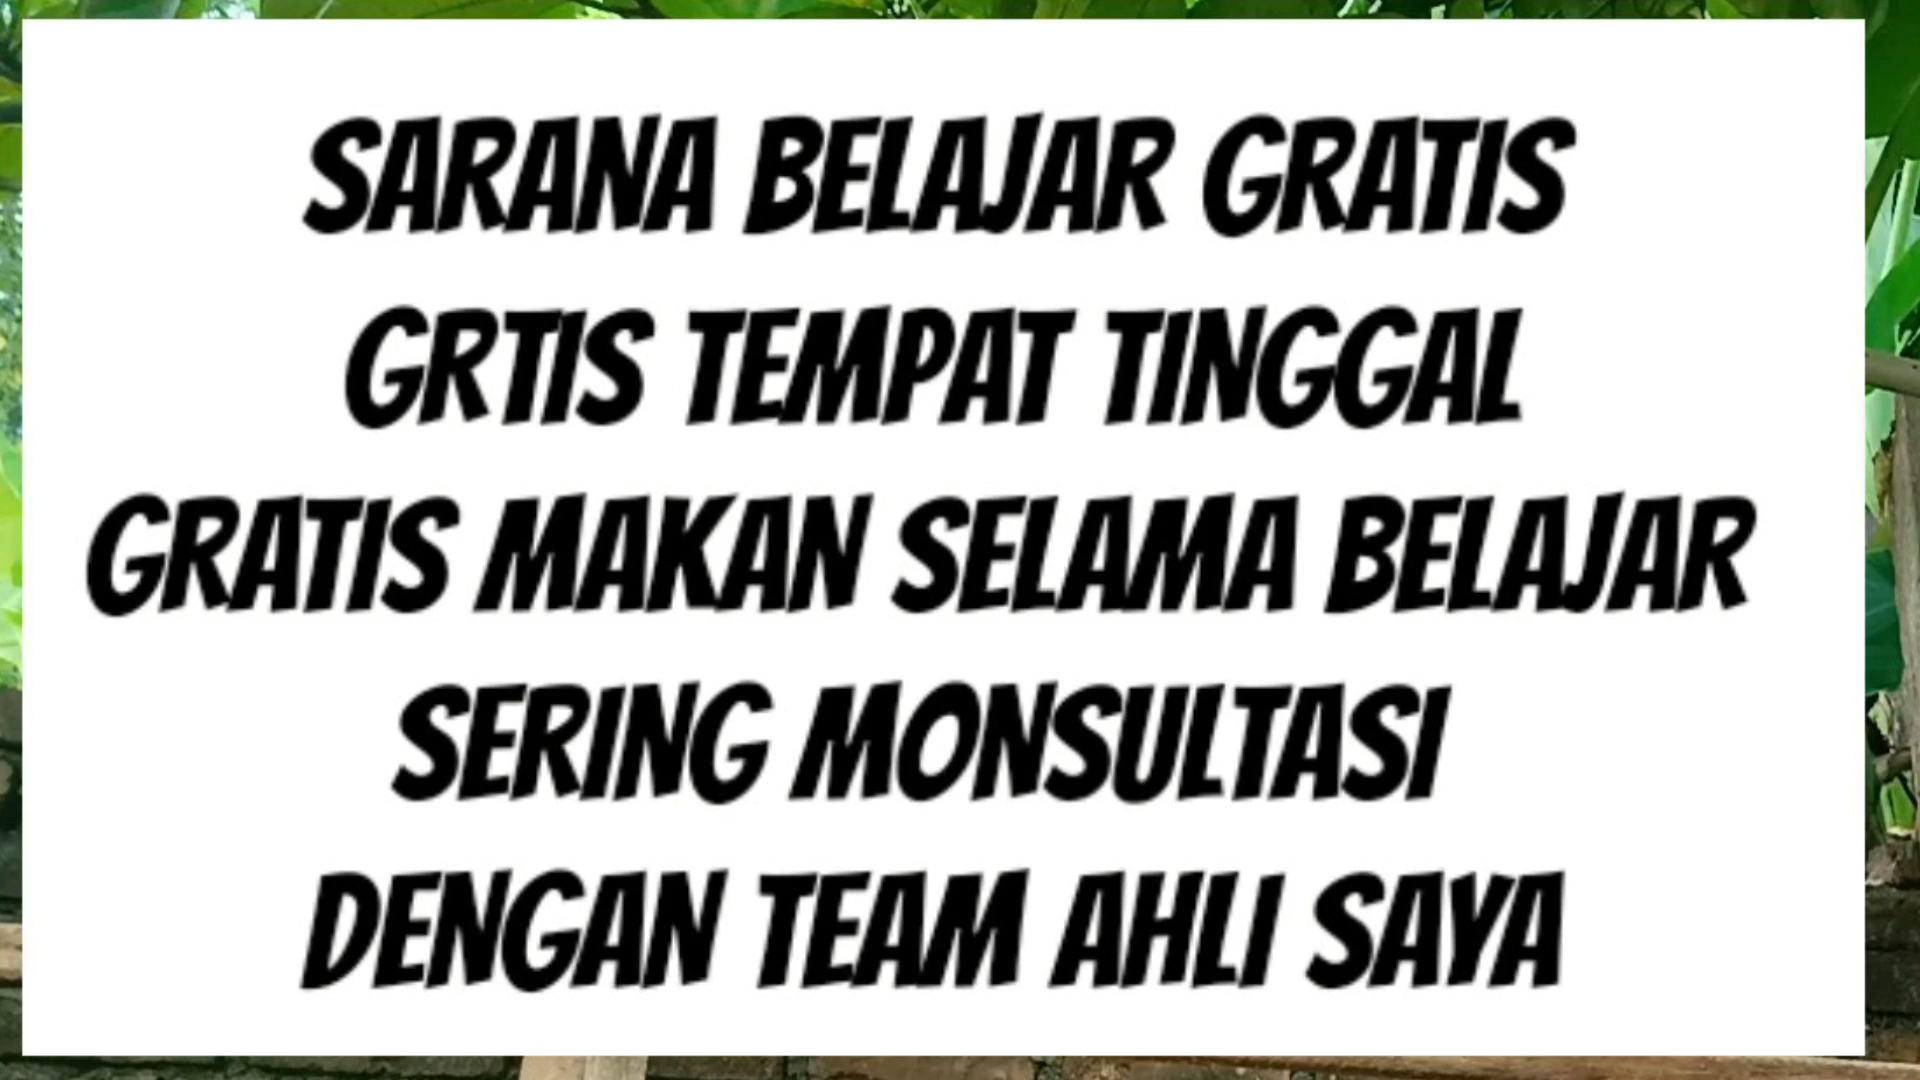 SARANA BELAJAR GRATIS
GRTIS TEMPAT TINGGAL
GRATIS MAKAN SELAMA BELAJAR
SERING MONSULTASI
DENGAN TEAM AHLI SAYA